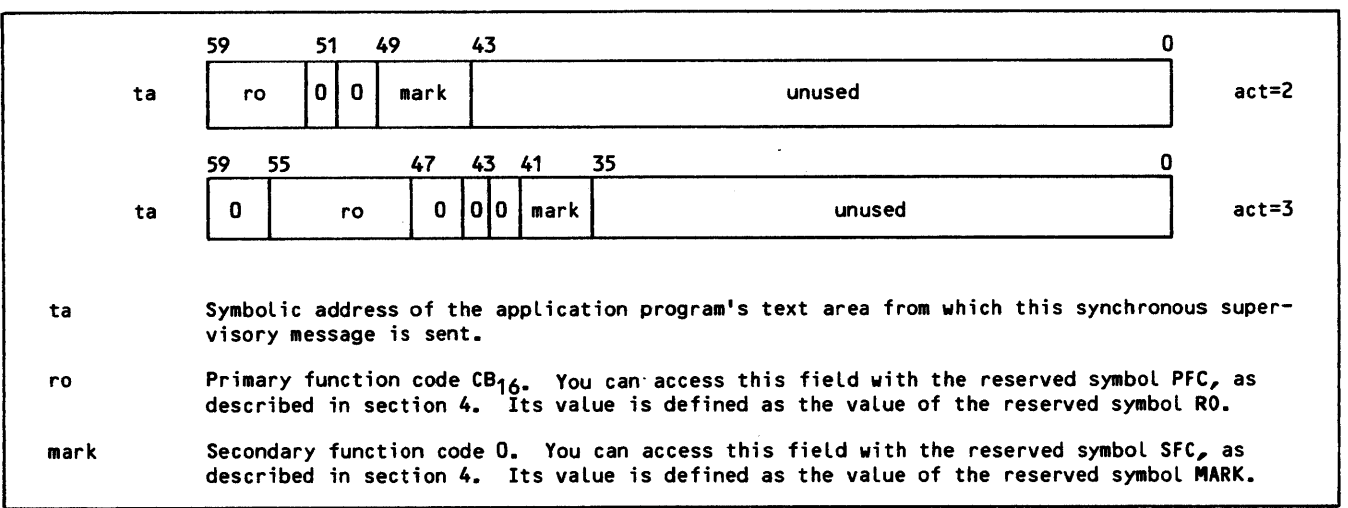 59 51 49 43 0
ta ro 0 0 mark unused act=2
59 55 47 43 41 35 0
ta 0 ro 0 0 0 mark unused act=3
ta Symbolic address of the application program's text area from which this synchronous super-
visory message is sent.
ro Primary function code CB16. You can access this field with the reserved symbol PFC, as
described in section 4. Its value is defined as the value of the reserved symbol RO.
mark Secondary function code 0. You can access this field with the reserved symbol SFC, as
described in section 4. Its value is defined as the value of the reserved symbol MARK.